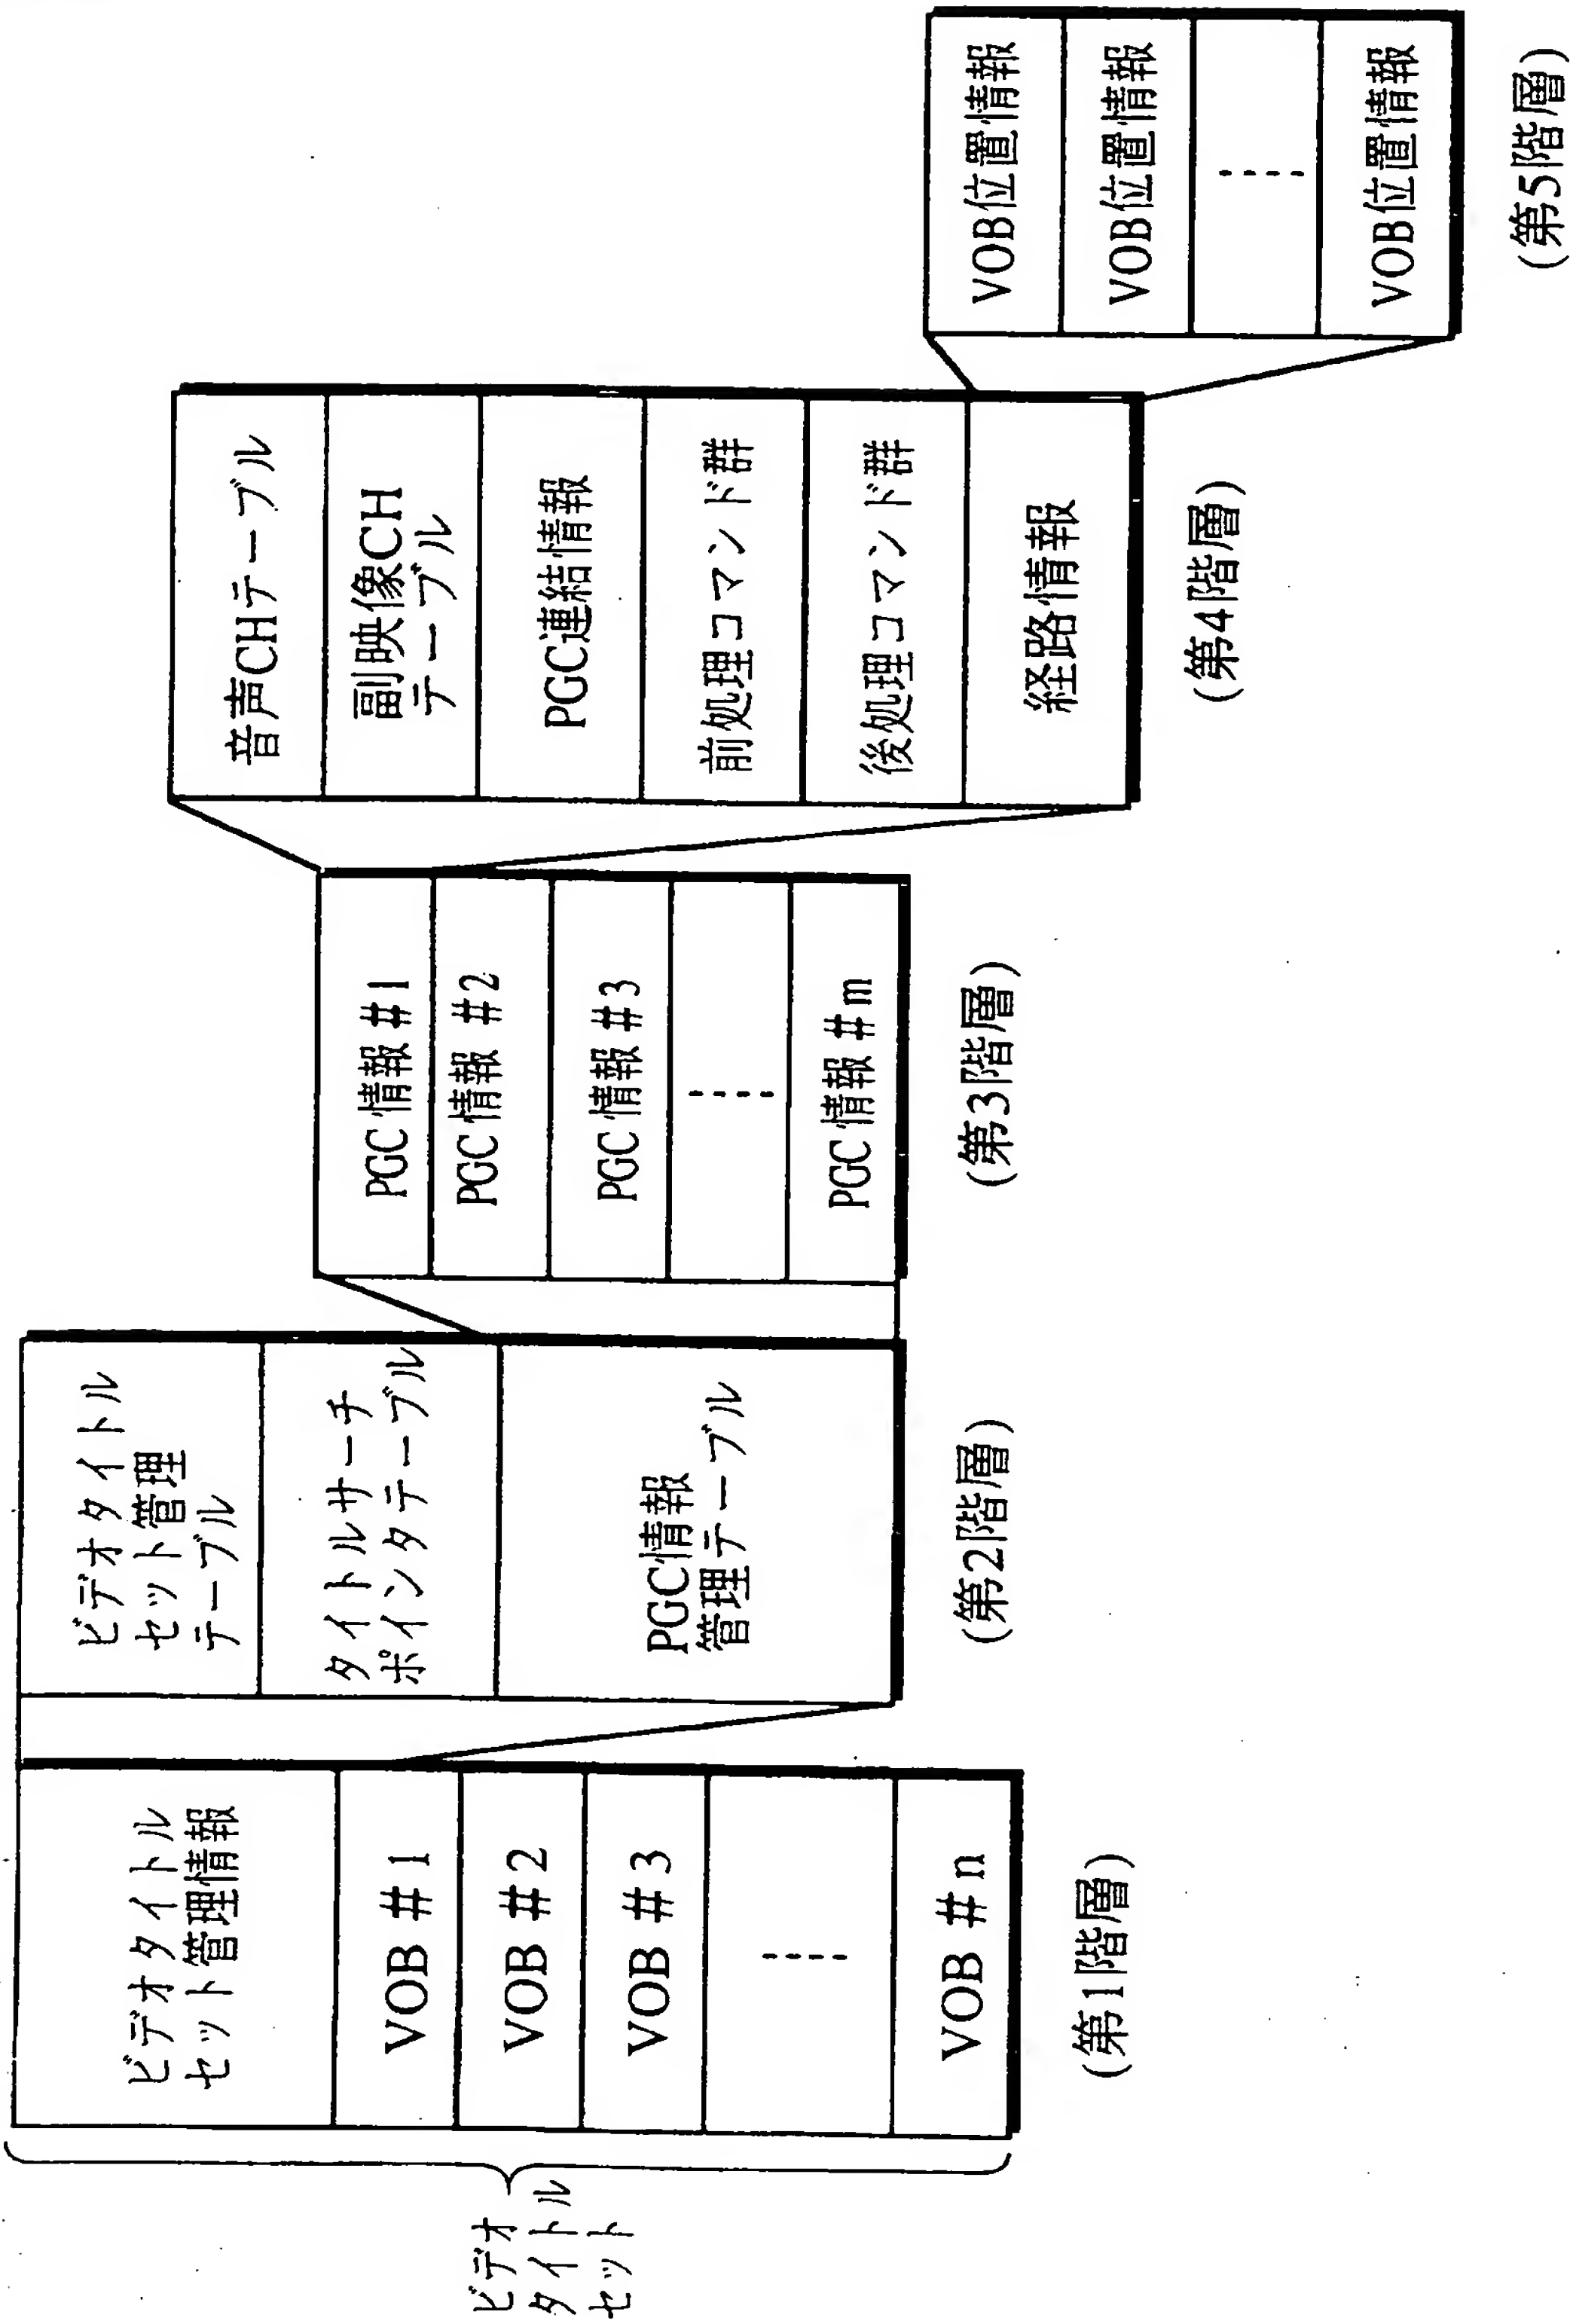 ビデオ
タイトル
セット
ビデオタイトル
セット管理情報
VOB #1
VOB #2
VOB #3
VOB #n
(第1階層)
ビデオタイトル
セット管理
テーブル
タイトルサーチ
ポインタテーブル
PGC情報
管理テーブル
(第2階層)
PGC情報 #1
PGC情報 #2
PGC情報 #3
PGC情報 #m
(第3階層)
音声CHテーブル
副映像CH
テーブル
PGC連結情報
前処理コマンド群
後処理コマンド群
経路情報
(第4階層)
VOB位置情報
VOB位置情報
VOB位置情報
(第5階層)